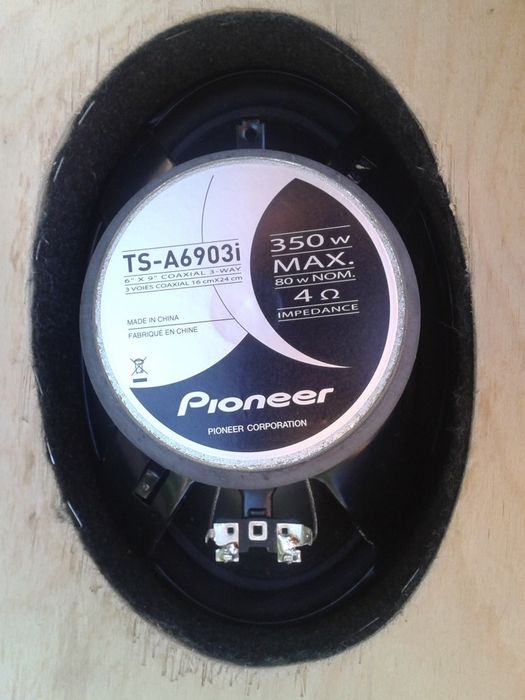 TS-A6903i
6" X 9" COAXIAL 3-WAY
3 VOIES COAXIAL 16 cmX24 cm
MADE IN CHINA
FABRIQUÉ EN CHINE
350 W
MAX.
80 W NOM.
4 Ω
IMPEDANCE
Pioneer
PIONEER CORPORATION